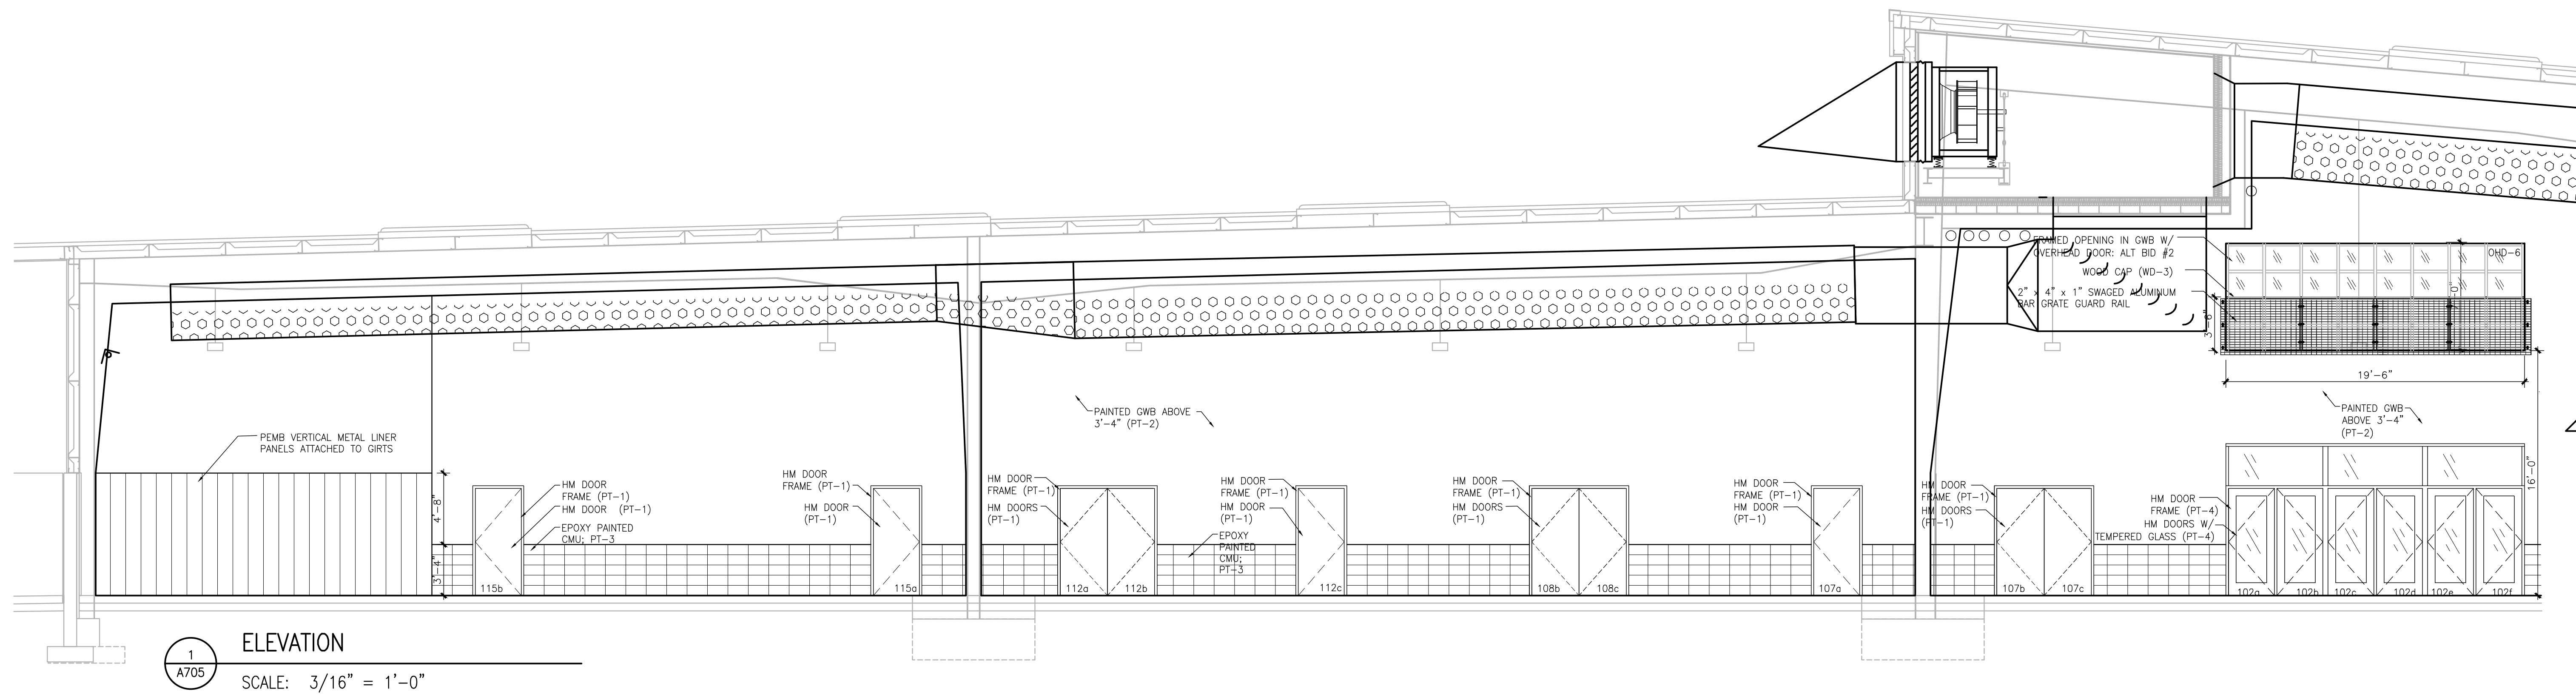 FRAMED OPENING IN GWB W/
OVERHEAD DOOR: ALT BID #2
WOOD CAP (WD-3)
2" x 4" x 1" SWAGED ALUMINUM
BAR GRATE GUARD RAIL
OHD-6
3'-6"
19'-6"
16'-0"
PEMB VERTICAL METAL LINER
PANELS ATTACHED TO GIRTS
4'-8"
3'-4"
HM DOOR
FRAME (PT-1)
HM DOOR (PT-1)
EPOXY PAINTED
CMU; PT-3
115b
HM DOOR
FRAME (PT-1)
HM DOOR
(PT-1)
115a
PAINTED GWB ABOVE
3'-4" (PT-2)
HM DOOR
FRAME (PT-1)
HM DOORS
(PT-1)
112a
112b
EPOXY
PAINTED
CMU;
PT-3
HM DOOR
FRAME (PT-1)
HM DOOR
(PT-1)
112c
HM DOOR
FRAME (PT-1)
HM DOORS
(PT-1)
108b
108c
HM DOOR
FRAME (PT-1)
HM DOOR
(PT-1)
107a
HM DOOR
FRAME (PT-1)
HM DOORS
(PT-1)
107b
107c
PAINTED GWB
ABOVE 3'-4"
(PT-2)
HM DOOR
FRAME (PT-4)
HM DOORS W/
TEMPERED GLASS (PT-4)
102a
102b
102c
102d
102e
102f
1
A705
ELEVATION
SCALE: 3/16" = 1'-0"